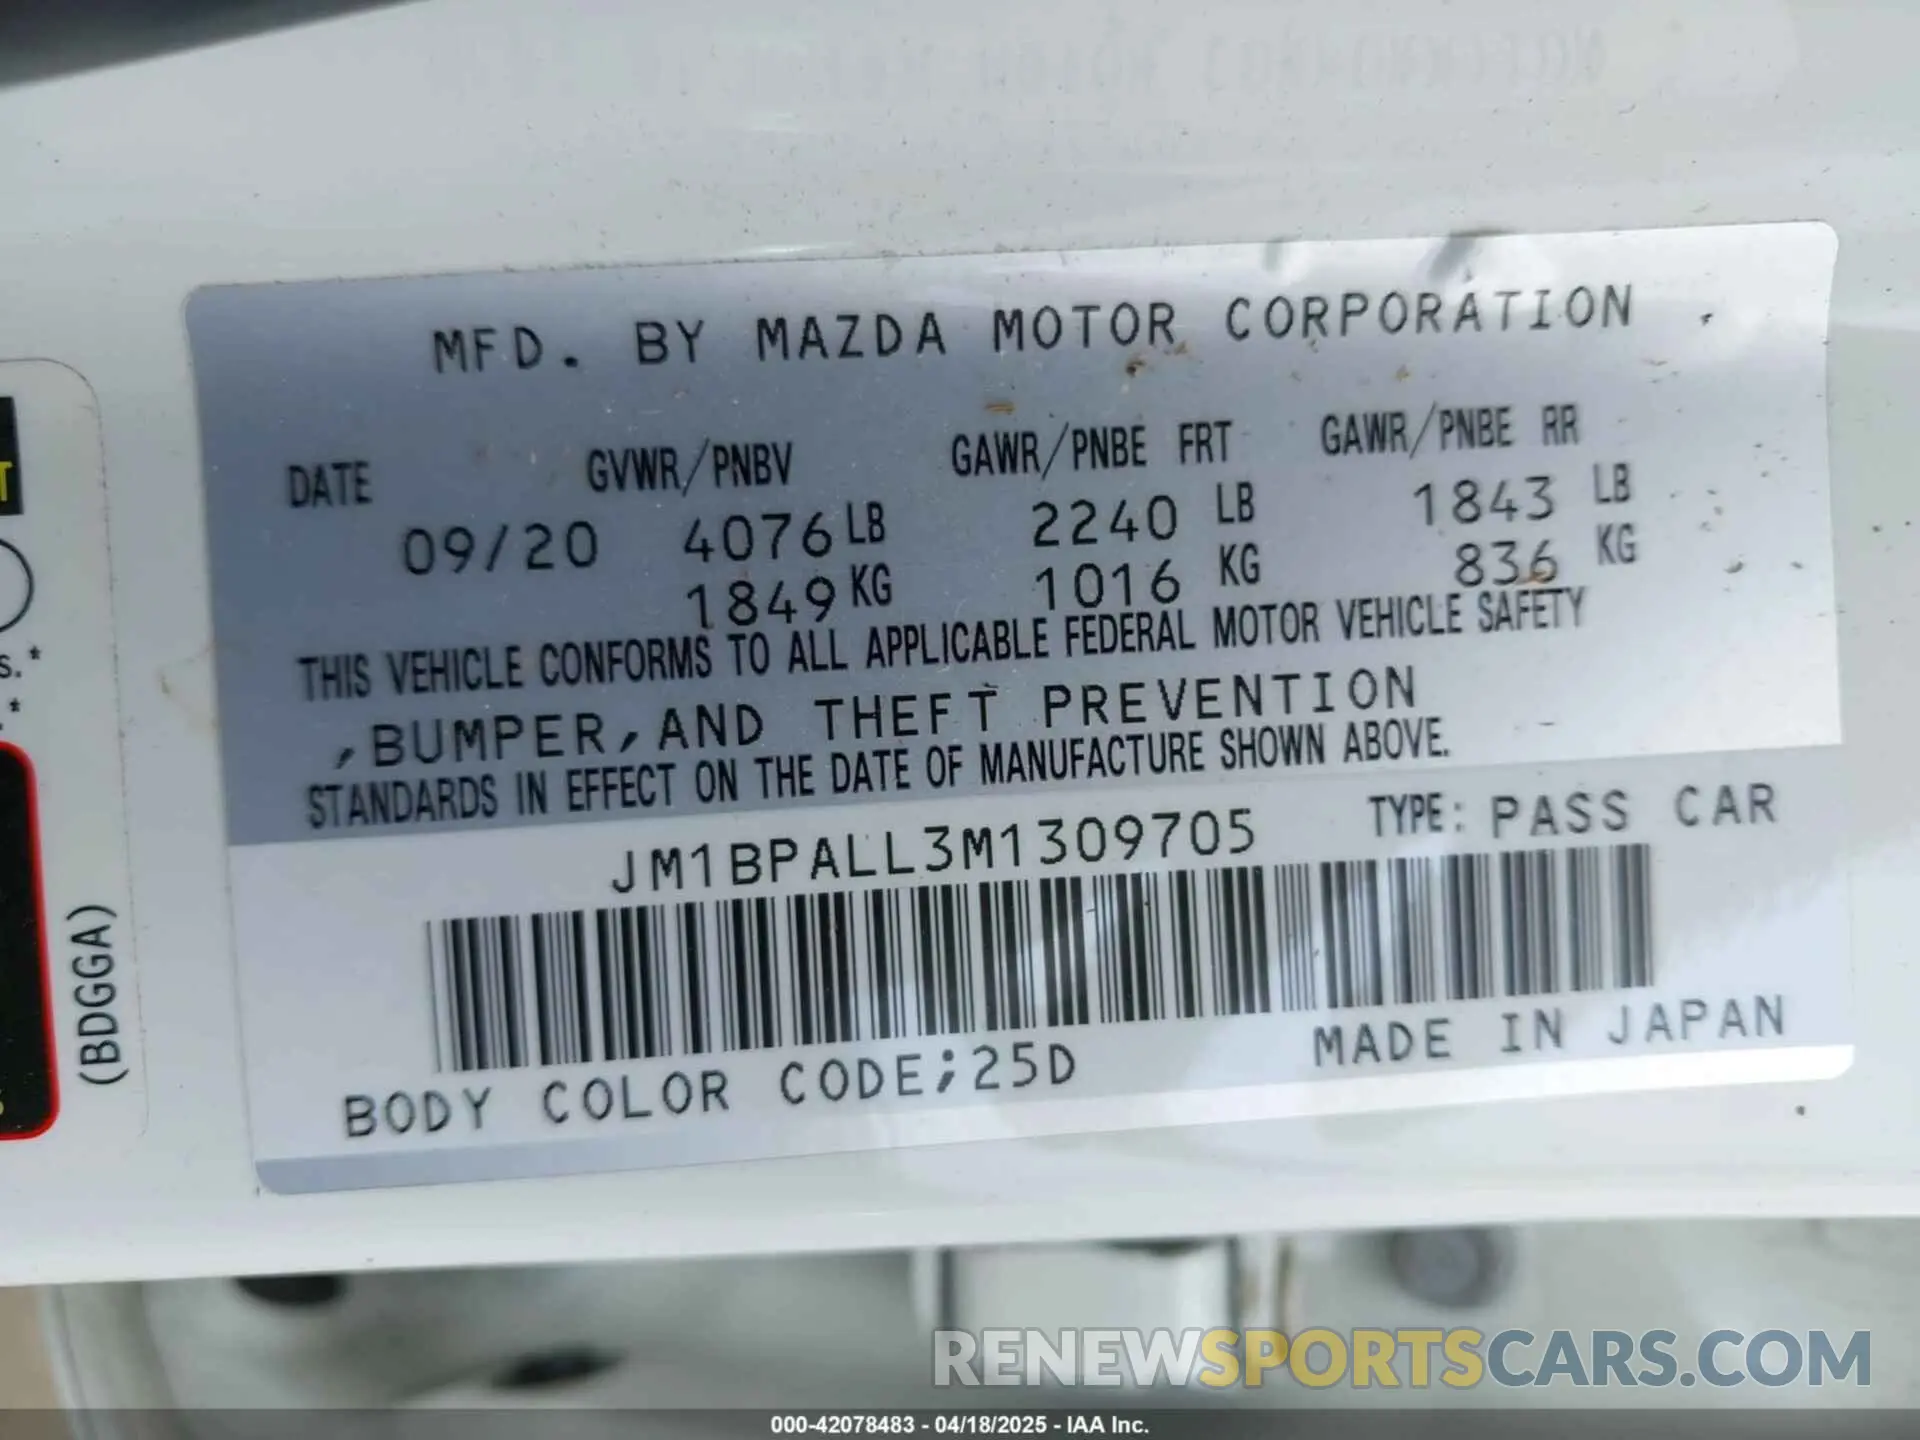 MFD. BY MAZDA MOTOR CORPORATION
DATE GVWR/PNBV GAWR/PNBE FRT GAWR/PNBE RR
09/20 4076 LB 2240 LB 1843 LB
1849 KG 1016 KG 836 KG
THIS VEHICLE CONFORMS TO ALL APPLICABLE FEDERAL MOTOR VEHICLE SAFETY
,BUMPER,AND THEFT PREVENTION
STANDARDS IN EFFECT ON THE DATE OF MANUFACTURE SHOWN ABOVE.
JM1BPALL3M1309705 TYPE: PASS CAR
BODY COLOR CODE;25D MADE IN JAPAN
(BDGGA)
RENEWSPORTSCARS.COM
000-42078483 - 04/18/2025 - IAA Inc.